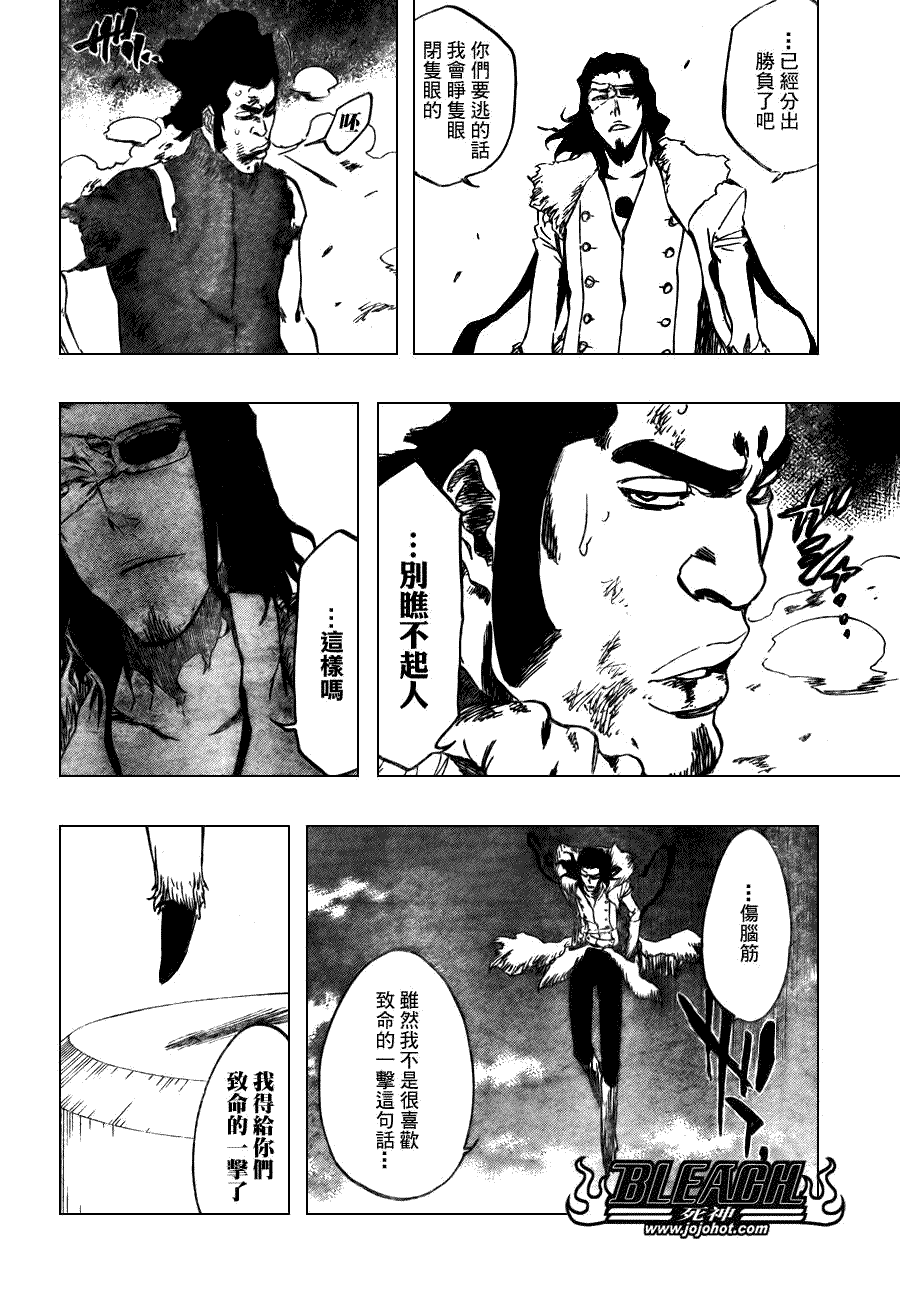 …己經分出
勝負了吧
你們要逃的話
我會睜隻眼
閉隻眼的
呸
…別瞧不起人
…這樣嗎
…傷腦筋
雖然我不是很喜歡
致命的一擊這句話…
我得給你們
致命的一擊了
BLEACH
死神
www.jojohot.com